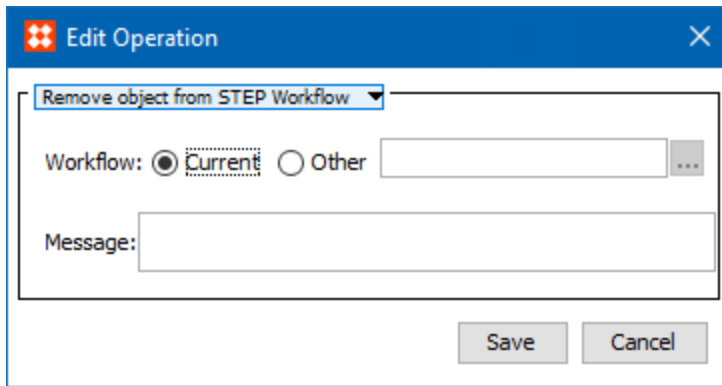 Edit Operation
Remove object from STEP Workflow
Workflow: Current Other ...
Message:
Save Cancel